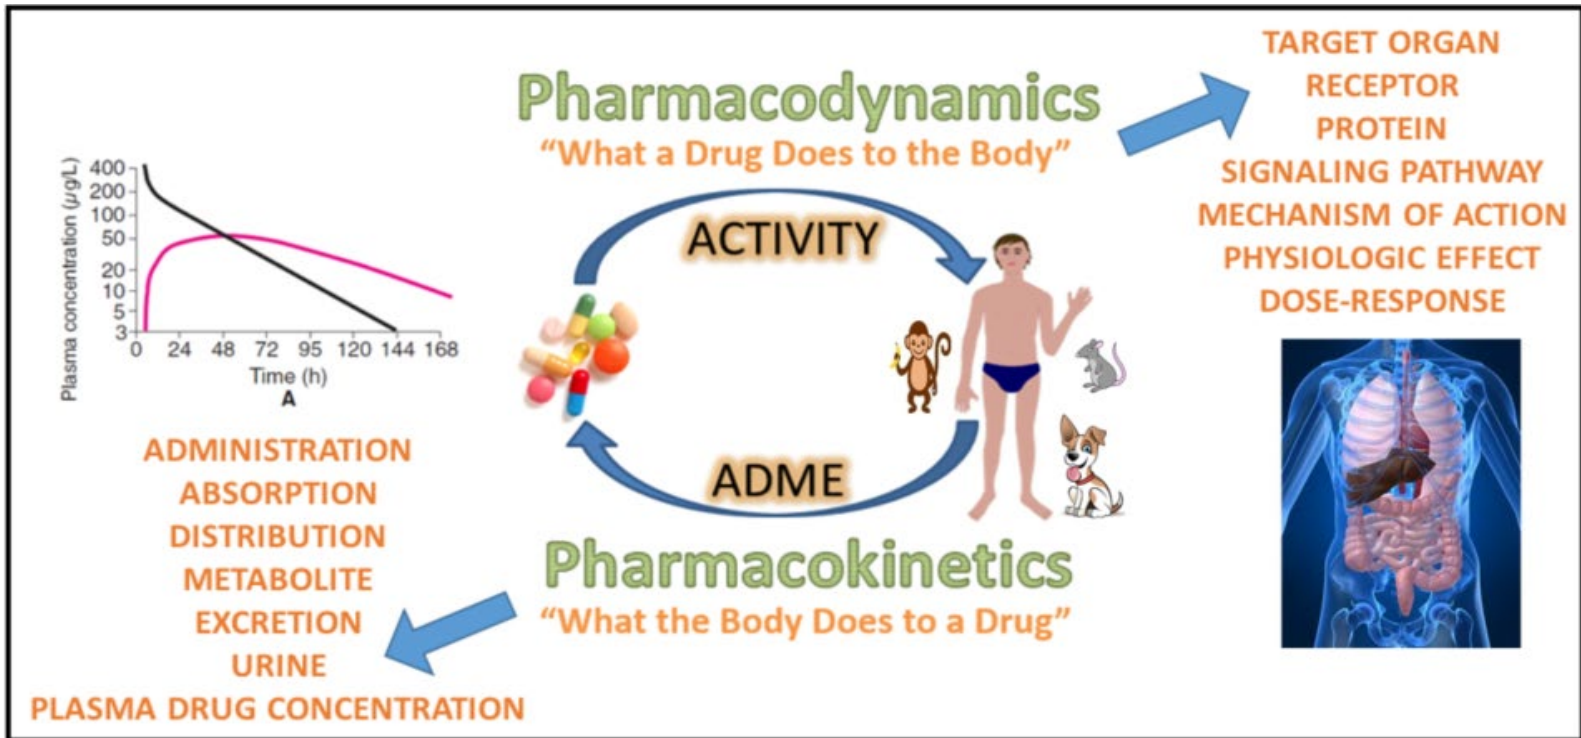 Pharmacodynamics
“What a Drug Does to the Body”
TARGET ORGAN
RECEPTOR
PROTEIN
SIGNALING PATHWAY
MECHANISM OF ACTION
PHYSIOLOGIC EFFECT
DOSE-RESPONSE
Plasma concentration (µg/L)
400
200
100
50
20
10
5
3
0 24 48 72 95 120 144 168
Time (h)
A
ACTIVITY
ADME
Pharmacokinetics
“What the Body Does to a Drug”
ADMINISTRATION
ABSORPTION
DISTRIBUTION
METABOLITE
EXCRETION
URINE
PLASMA DRUG CONCENTRATION